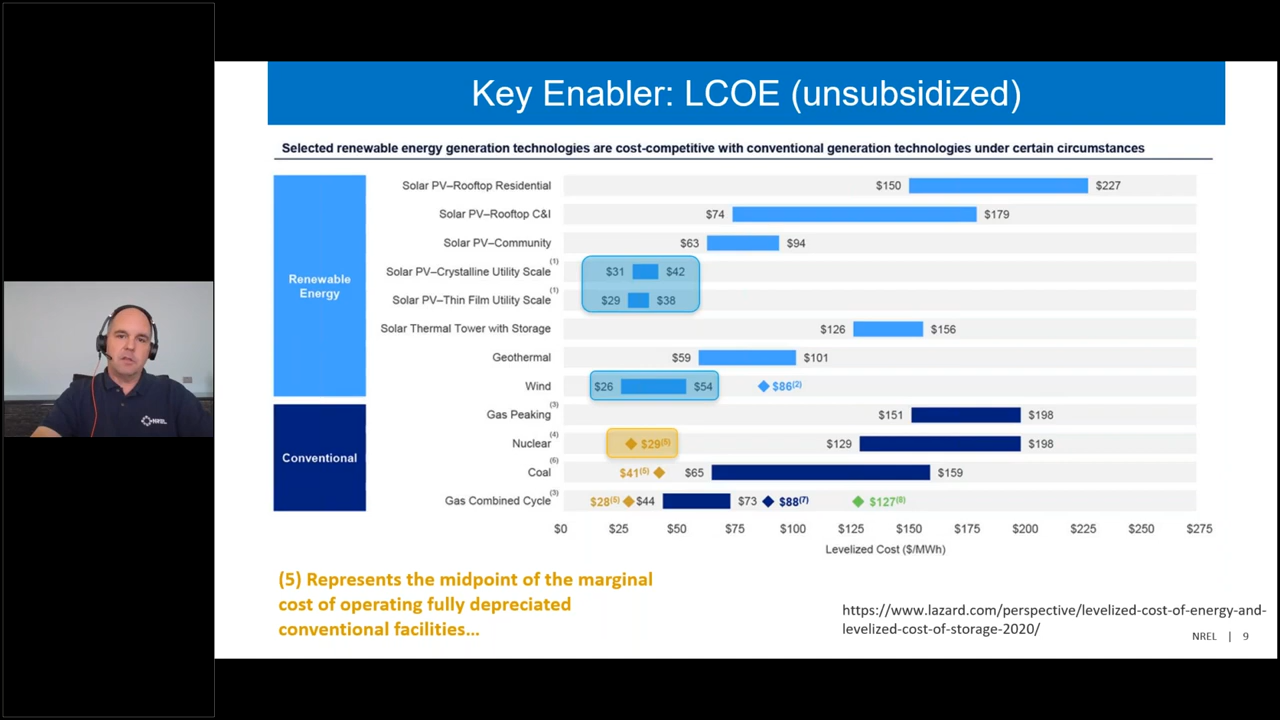 Key Enabler: LCOE (unsubsidized)
Selected renewable energy generation technologies are cost-competitive with conventional generation technologies under certain circumstances
Renewable
Energy
Solar PV–Rooftop Residential $150 $227
Solar PV–Rooftop C&I $74 $179
Solar PV–Community $63 $94
Solar PV–Crystalline Utility Scale (1) $31 $42
Solar PV–Thin Film Utility Scale (1) $29 $38
Solar Thermal Tower with Storage $126 $156
Geothermal $59 $101
Wind $26 $54 $86(2)
Conventional
Gas Peaking (3) $151 $198
Nuclear (4) $29(5) $129 $198
Coal (6) $41(5) $65 $159
Gas Combined Cycle (3) $28(5) $44 $73 $88(7) $127(8)
$0 $25 $50 $75 $100 $125 $150 $175 $200 $225 $250 $275
Levelized Cost ($/MWh)
(5) Represents the midpoint of the marginal
cost of operating fully depreciated
conventional facilities...
https://www.lazard.com/perspective/levelized-cost-of-energy-and-
levelized-cost-of-storage-2020/
NREL | 9
NREL